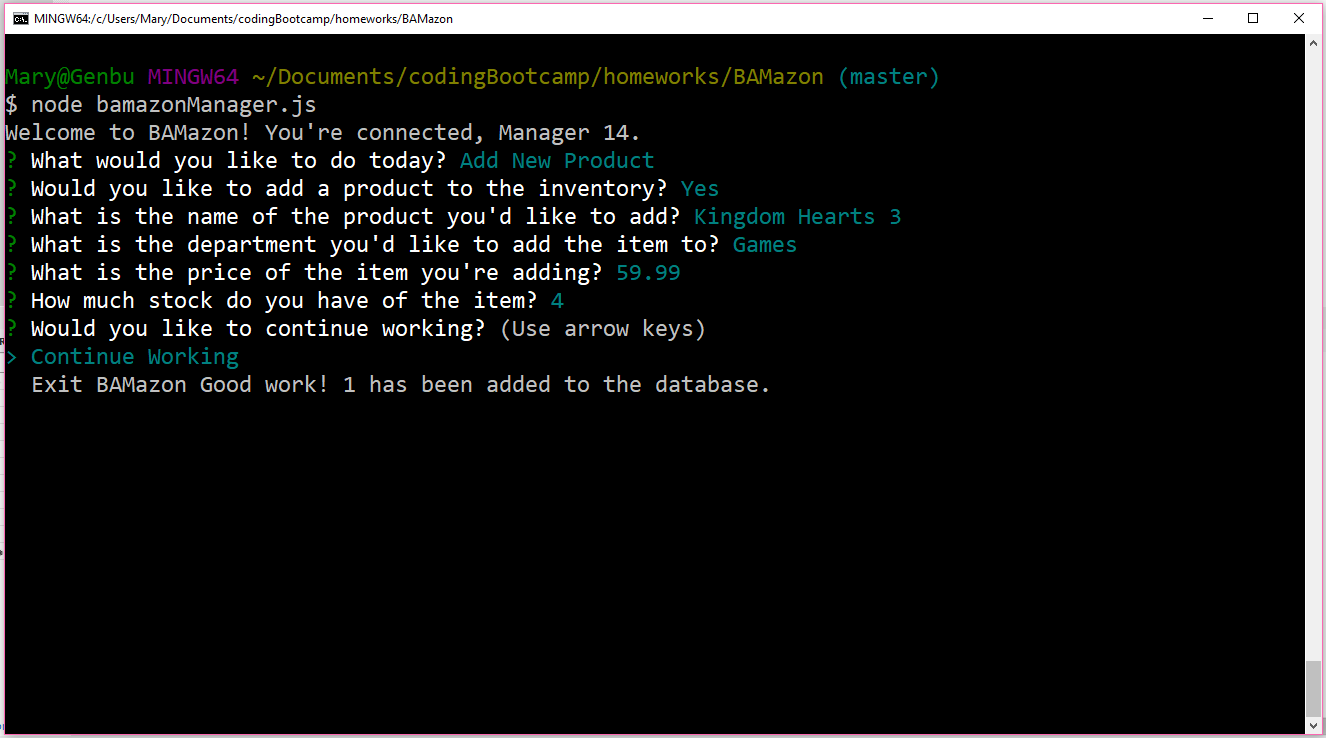 MINGW64:/c/Users/Mary/Documents/codingBootcamp/homeworks/BAMazon
Mary@Genbu MINGW64 ~/Documents/codingBootcamp/homeworks/BAMazon (master)
$ node bamazonManager.js
Welcome to BAMazon! You're connected, Manager 14.
? What would you like to do today? Add New Product
? Would you like to add a product to the inventory? Yes
? What is the name of the product you'd like to add? Kingdom Hearts 3
? What is the department you'd like to add the item to? Games
? What is the price of the item you're adding? 59.99
? How much stock do you have of the item? 4
? Would you like to continue working? (Use arrow keys)
> Continue Working
Exit BAMazon Good work! 1 has been added to the database.